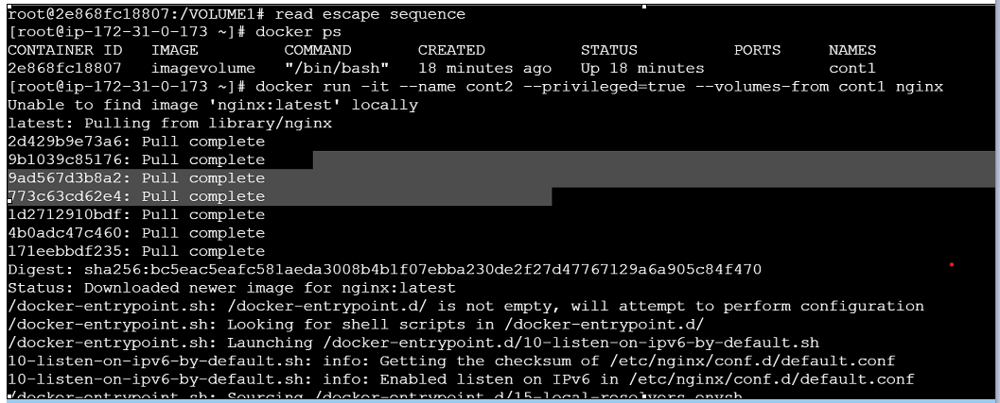 root@2e868fc18807:/VOLUME1# read escape sequence
[root@ip-172-31-0-173 ~]# docker ps
CONTAINER ID   IMAGE         COMMAND       CREATED          STATUS          PORTS     NAMES
2e868fc18807   imagevolume   "/bin/bash"   18 minutes ago   Up 18 minutes             cont1
[root@ip-172-31-0-173 ~]# docker run -it --name cont2 --privileged=true --volumes-from cont1 nginx
Unable to find image 'nginx:latest' locally
latest: Pulling from library/nginx
2d429b9e73a6: Pull complete
9b1039c85176: Pull complete
9ad567d3b8a2: Pull complete
773c63cd62e4: Pull complete
1d2712910bdf: Pull complete
4b0adc47c460: Pull complete
171eebbdf235: Pull complete
Digest: sha256:bc5eac5eafc581aeda3008b4b1f07ebba230de2f27d47767129a6a905c84f470
Status: Downloaded newer image for nginx:latest
/docker-entrypoint.sh: /docker-entrypoint.d/ is not empty, will attempt to perform configuration
/docker-entrypoint.sh: Looking for shell scripts in /docker-entrypoint.d/
/docker-entrypoint.sh: Launching /docker-entrypoint.d/10-listen-on-ipv6-by-default.sh
10-listen-on-ipv6-by-default.sh: info: Getting the checksum of /etc/nginx/conf.d/default.conf
10-listen-on-ipv6-by-default.sh: info: Enabled listen on IPv6 in /etc/nginx/conf.d/default.conf
/docker-entrypoint.sh: Sourcing /docker-entrypoint.d/15-local-resolvers.envsh